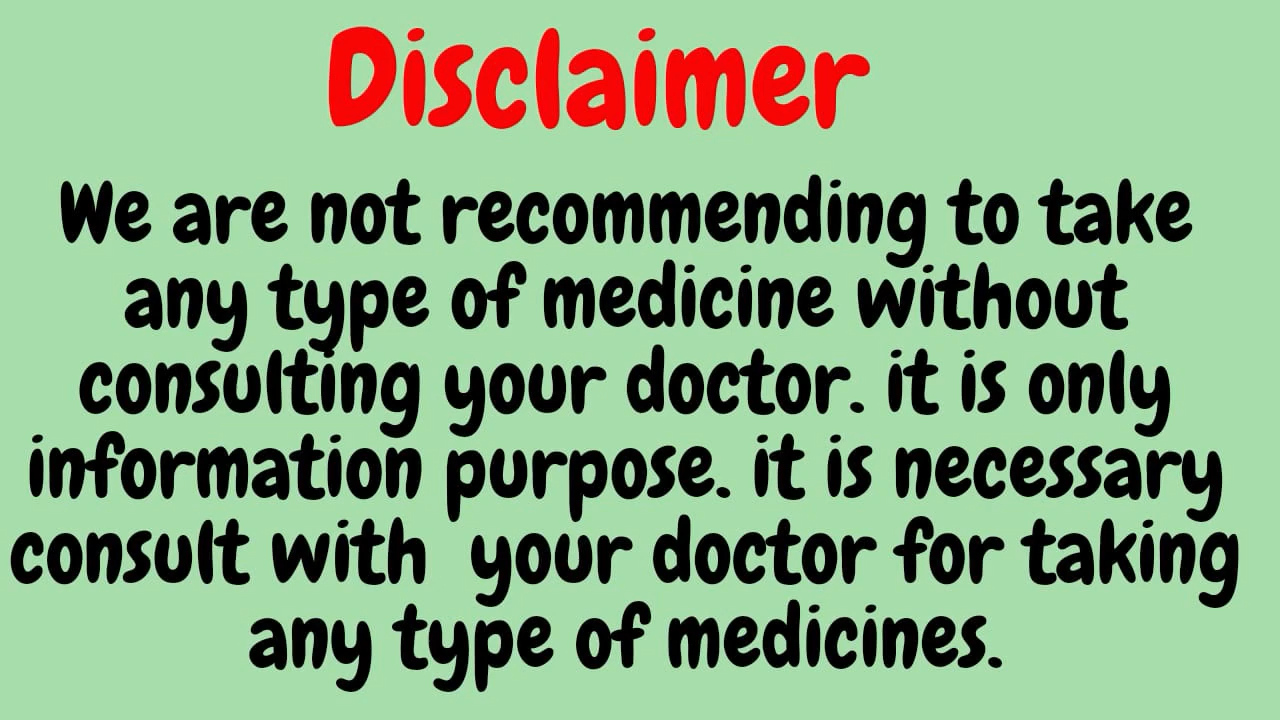 Disclaimer
We are not recommending to take
any type of medicine without
consulting your doctor. it is only
information purpose. it is necessary
consult with your doctor for taking
any type of medicines.